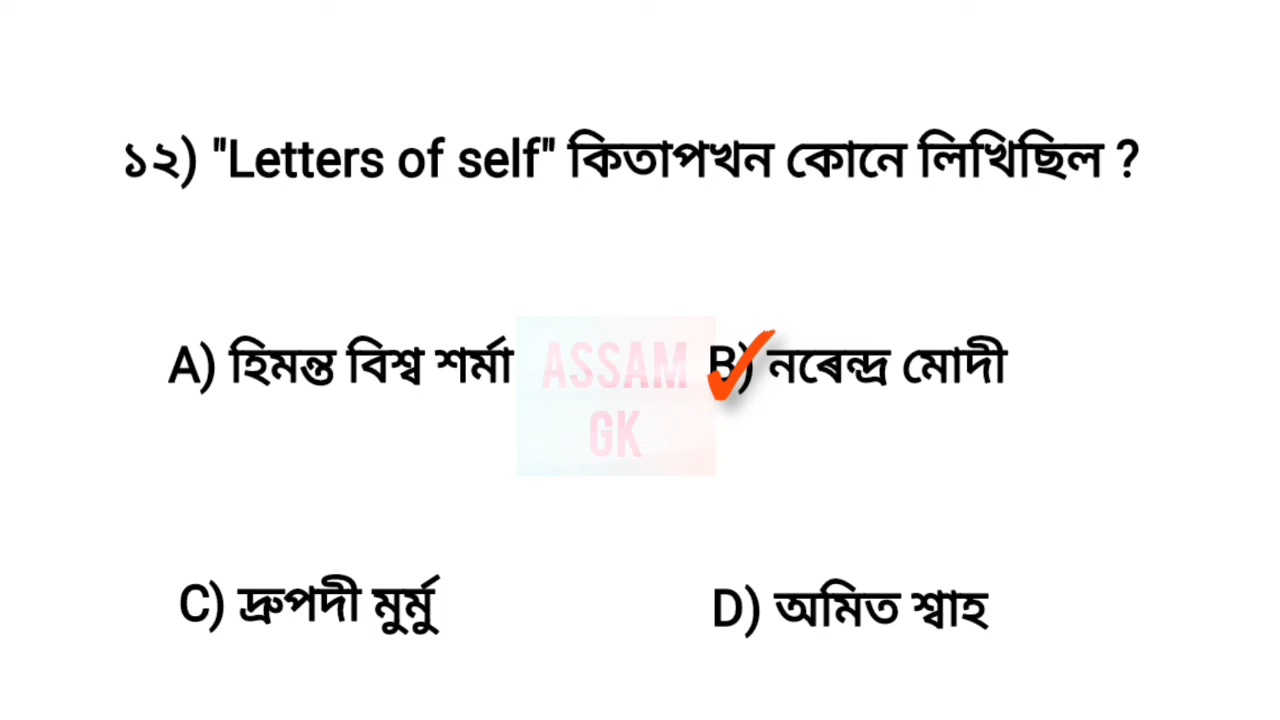 ১২) "Letters of self" কিতাপখন কোনে লিখিছিল ?
A) হিমন্ত বিশ্ব শৰ্মা
B) নৰেন্দ্ৰ মোদী
ASSAM
GK
C) দ্ৰুপদী মুৰ্মু
D) অমিত শ্বাহ